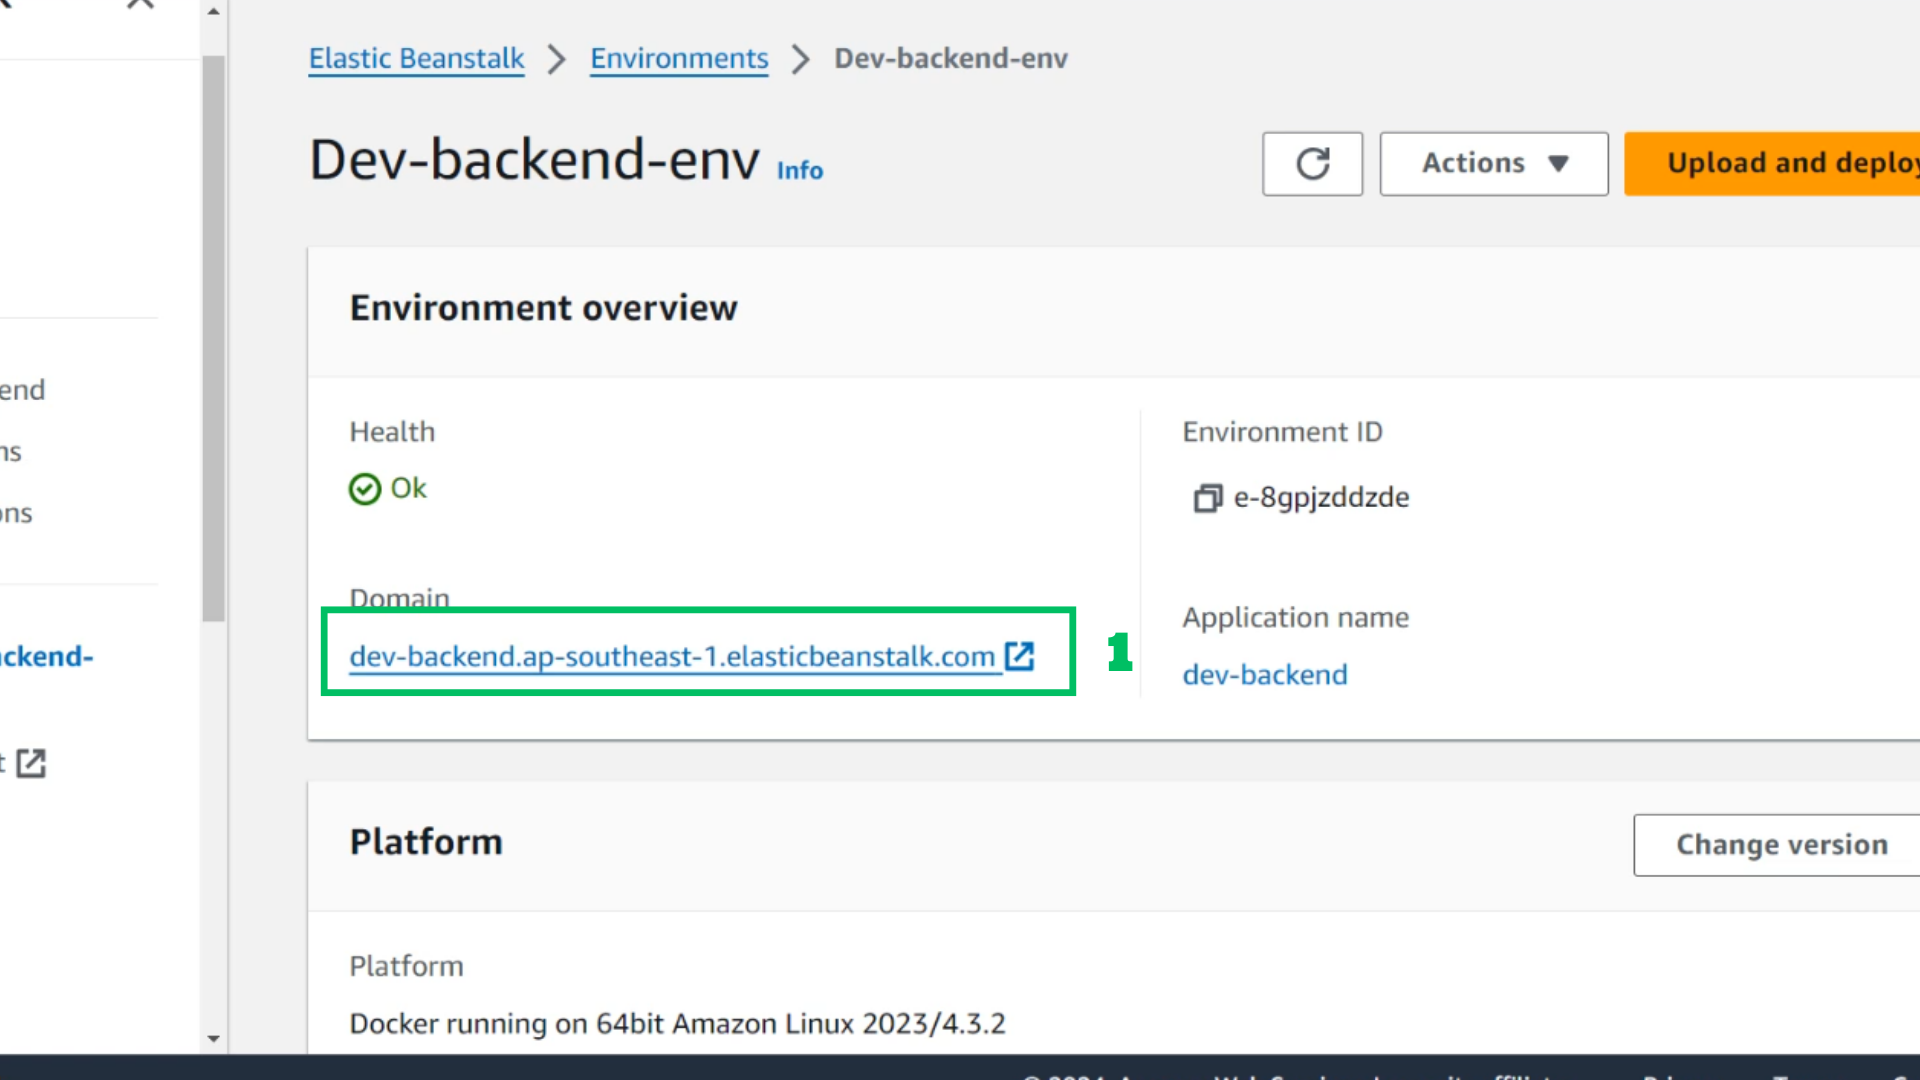 Elastic Beanstalk > Environments > Dev-backend-env
Dev-backend-env Info
Actions ▼
Upload and deploy
Environment overview
end
ns
ons
ckend-
t
Health
Ok
Domain
dev-backend.ap-southeast-1.elasticbeanstalk.com
1
Environment ID
e-8gpjzddzde
Application name
dev-backend
Platform
Change version
Platform
Docker running on 64bit Amazon Linux 2023/4.3.2